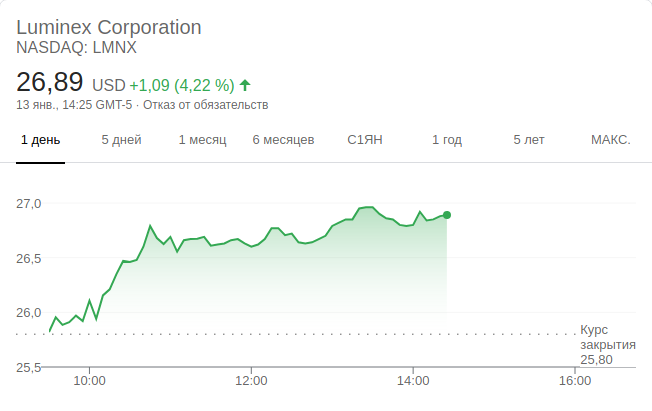 Luminex Corporation
NASDAQ: LMNX
26,89 USD +1,09 (4,22 %)
13 янв., 14:25 GMT-5 · Отказ от обязательств
1 день 5 дней 1 месяц 6 месяцев С1ЯН 1 год 5 лет МАКС.
27,0
26,5
26,0
25,5
Курс
закрытия
25,80
10:00 12:00 14:00 16:00